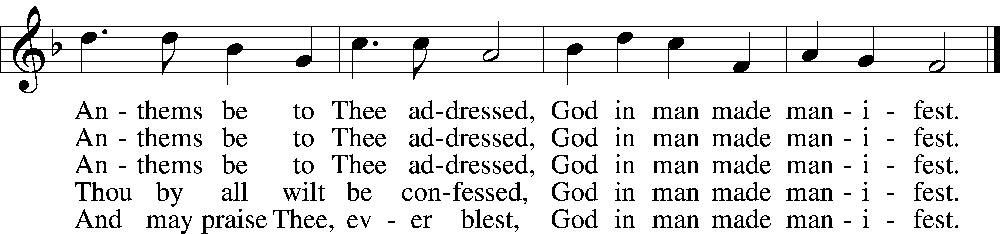 An - thems be to Thee ad-dressed, God in man made man - i - fest.
An - thems be to Thee ad-dressed, God in man made man - i - fest.
An - thems be to Thee ad-dressed, God in man made man - i - fest.
Thou by all wilt be con-fessed, God in man made man - i - fest.
And may praise Thee, ev - er blest, God in man made man - i - fest.